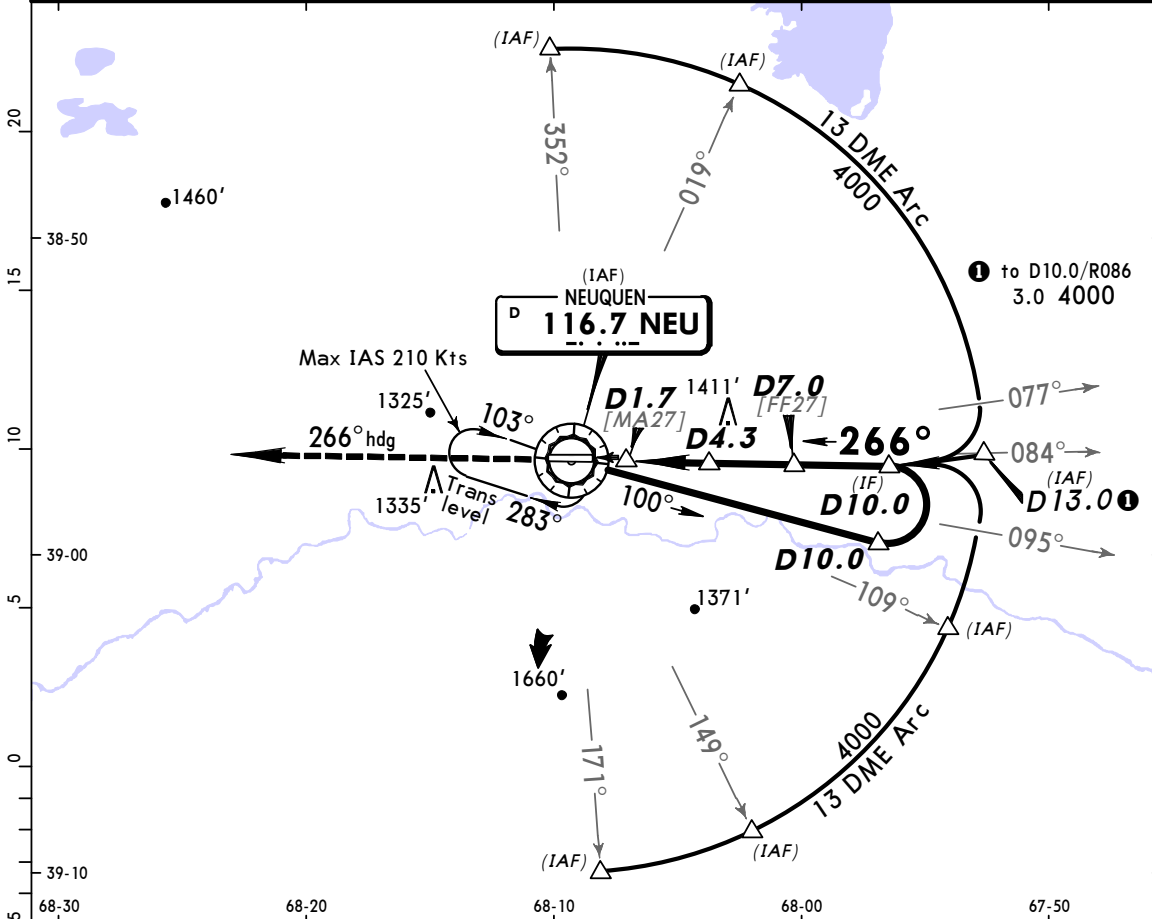 (IAF)
(IAF)
20
352°
019°
13 DME Arc
4000
1460'
38-50
15
❶ to D10.0/R086
3.0 4000
(IAF)
NEUQUEN
D 116.7 NEU
Max IAS 210 Kts
1325'
103°
D1.7
[MA27]
1411'
D7.0
[FF27]
077°
10
266° hdg
D4.3
266°
084°
(IAF)
D13.0 ❶
(IF)
D10.0
1335'
Trans
level
283°
100°
095°
39-00
D10.0
109°
(IAF)
5
1371'
1660'
171°
149°
4000
13 DME Arc
0
(IAF)
(IAF)
39-10
5
68-30
68-20
68-10
68-00
67-50